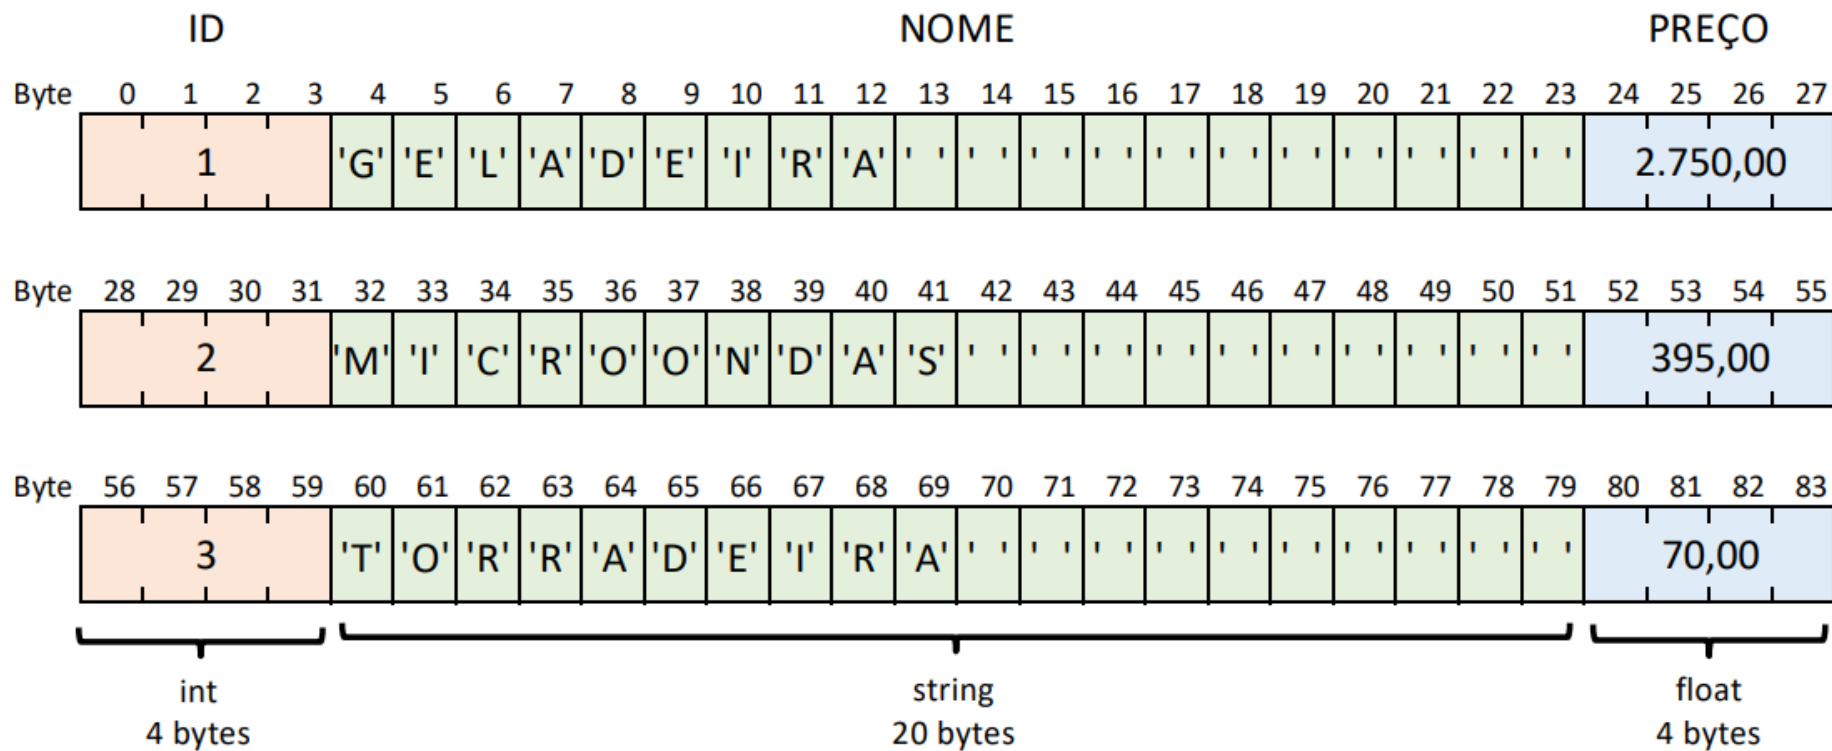 ID NOME PREÇO
Byte 0 1 2 3 4 5 6 7 8 9 10 11 12 13 14 15 16 17 18 19 20 21 22 23 24 25 26 27
1 'G' 'E' 'L' 'A' 'D' 'E' 'I' 'R' 'A' ' ' ' ' ' ' ' ' ' ' ' ' ' ' ' ' ' ' ' ' ' ' 2.750,00
Byte 28 29 30 31 32 33 34 35 36 37 38 39 40 41 42 43 44 45 46 47 48 49 50 51 52 53 54 55
2 'M' 'I' 'C' 'R' 'O' 'O' 'N' 'D' 'A' 'S' ' ' ' ' ' ' ' ' ' ' ' ' ' ' ' ' ' ' ' ' 395,00
Byte 56 57 58 59 60 61 62 63 64 65 66 67 68 69 70 71 72 73 74 75 76 77 78 79 80 81 82 83
3 'T' 'O' 'R' 'R' 'A' 'D' 'E' 'I' 'R' 'A' ' ' ' ' ' ' ' ' ' ' ' ' ' ' ' ' ' ' ' ' 70,00
int string float
4 bytes 20 bytes 4 bytes